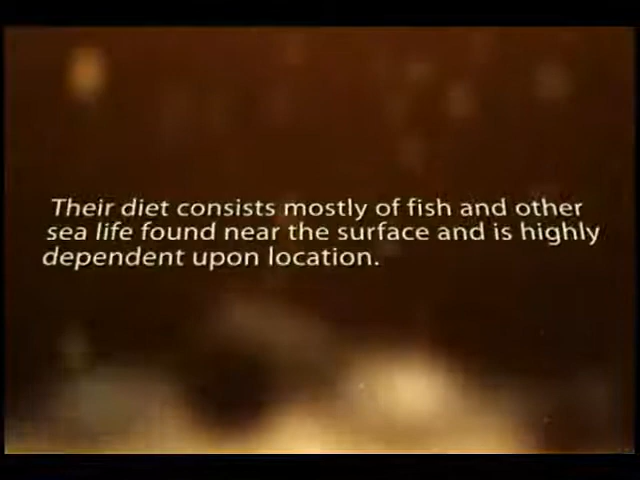 Their diet consists mostly of fish and other
sea life found near the surface and is highly
dependent upon location.